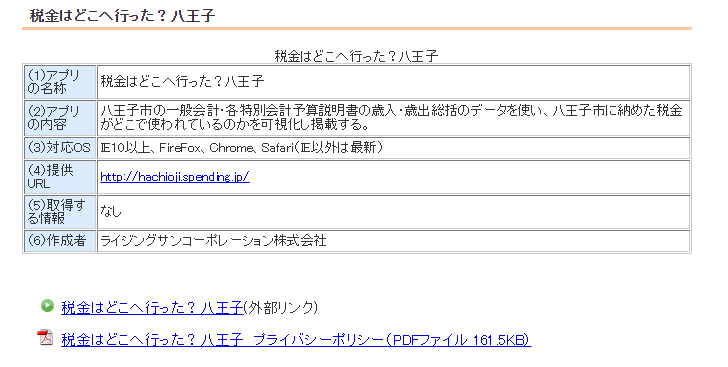 税金はどこへ行った？八王子
税金はどこへ行った？八王子
(1)アプリ
の名称
税金はどこへ行った？八王子
(2)アプリ
の内容
八王子市の一般会計・各特別会計予算説明書の歳入・歳出総括のデータを使い、八王子市に納めた税金
がどこで使われているのかを可視化し掲載する。
(3)対応OS
IE10以上、FireFox、Chrome、Safari（IE以外は最新）
(4)提供
URL
http://hachioji.spending.jp/
(5)取得す
る情報
なし
(6)作成者
ライジングサンコーポレーション株式会社
税金はどこへ行った？八王子(外部リンク)
税金はどこへ行った？八王子　プライバシーポリシー（PDFファイル 161.5KB）